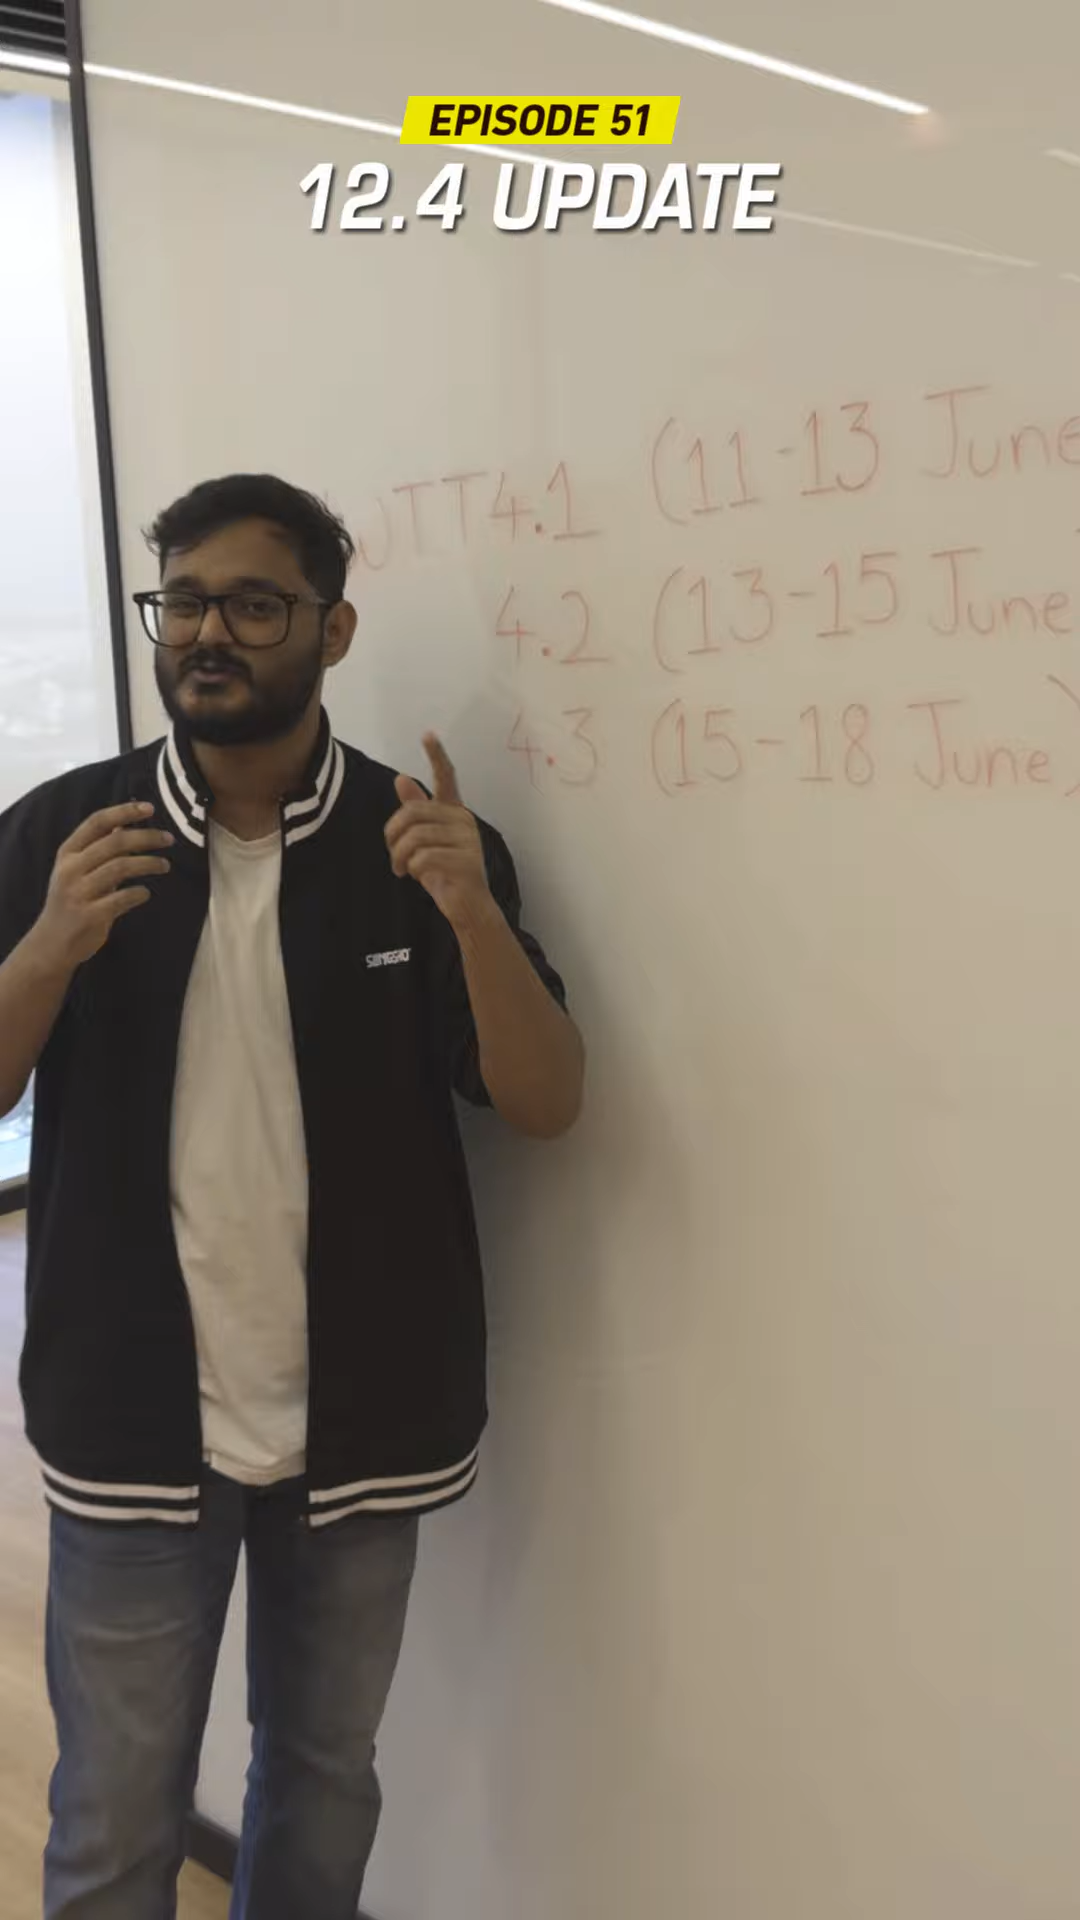 EPISODE 51
12.4 UPDATE
4.1 (11-13 June
4.2 (13-15 June
4.3 (15-18 June)